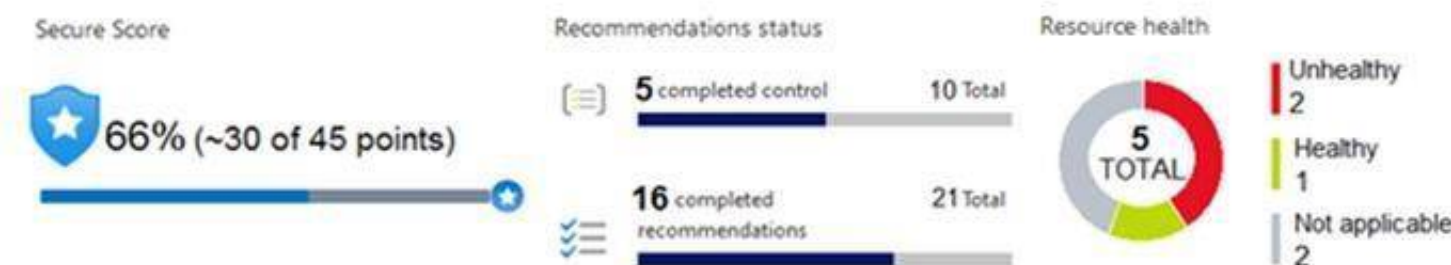 Secure Score
66% (~30 of 45 points)
Recommendations status
5 completed control 10 Total
16 completed 21 Total
recommendations
Resource health
5
TOTAL
Unhealthy
2
Healthy
1
Not applicable
2